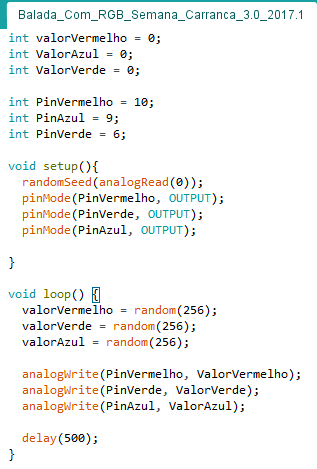 Balada_Com_RGB_Semana_Carranca_3.0_2017.1
int valorVermelho = 0;
int ValorAzul = 0;
int ValorVerde = 0;
int PinVermelho = 10;
int PinAzul = 9;
int PinVerde = 6;
void setup(){
randomSeed(analogRead(0));
pinMode(PinVermelho, OUTPUT);
pinMode(PinVerde, OUTPUT);
pinMode(PinAzul, OUTPUT);
}
void loop() {
valorVermelho = random(256);
valorVerde = random(256);
valorAzul = random(256);
analogWrite(PinVermelho, ValorVermelho);
analogWrite(PinVerde, ValorVerde);
analogWrite(PinAzul, ValorAzul);
delay(500);
}